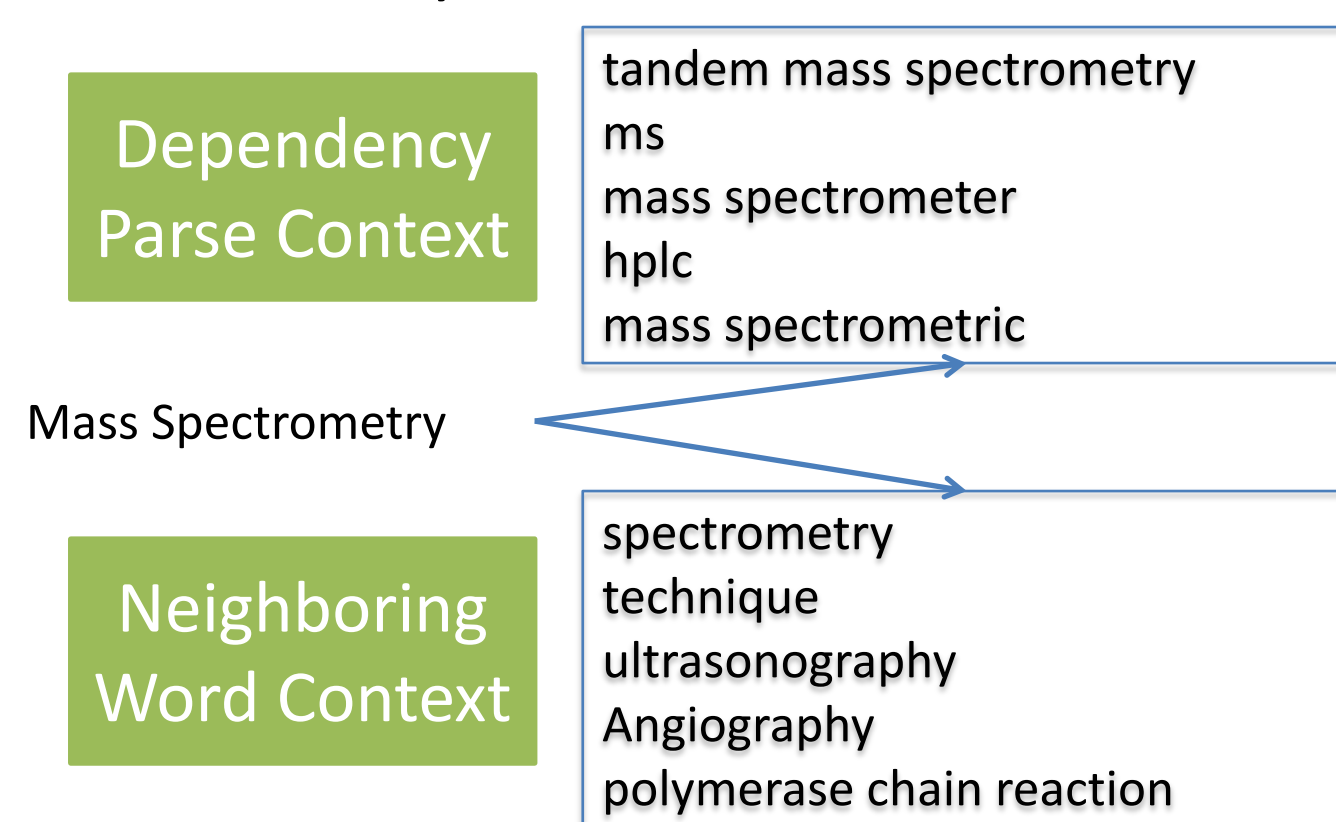 Dependency
Parse Context
tandem mass spectrometry
ms
mass spectrometer
hplc
mass spectrometric
Mass Spectrometry
Neighboring
Word Context
spectrometry
technique
ultrasonography
Angiography
polymerase chain reaction